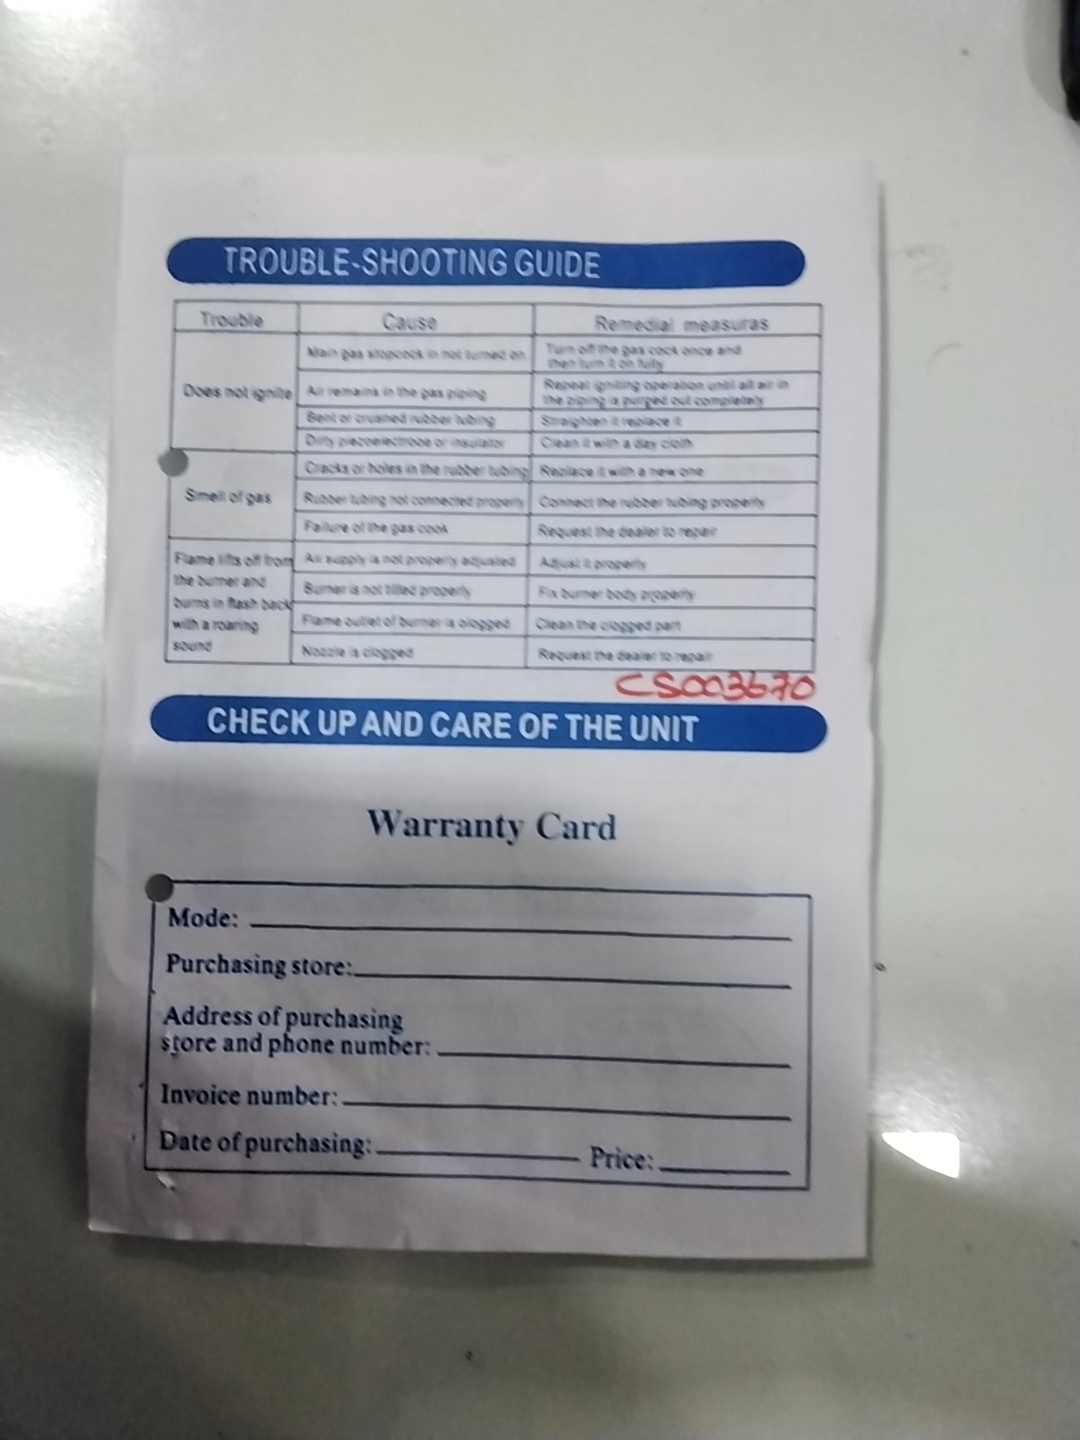 TROUBLE-SHOOTING GUIDE
Trouble Cause Remedial measuras
Does not ignite
Main gas stopcock in not turned on
Turn off the gas cock once and
then turn it on fully
Air remains in the gas piping
Repeat igniting operation until all air in
the piping is purged out completely
Bent or crushed rubber tubing
Straighten it replace it
Dirty piezoelectrode or insulator
Clean it with a day cloth
Smell of gas
Cracks or holes in the rubber tubing
Replace it with a new one
Rubber tubing not connected properly
Connect the rubber tubing properly
Failure of the gas cook
Request the dealer to repair
Flame lifts off from
the burner and
burns in flash back
with a roaring
sound
Air supply is not properly adjusted
Adjust it properly
Burner is not tilled properly
Fix burner body properly
Flame outlet of burner is ologged
Clean the clogged part
Nozzle is clogged
Request the dealer to repair
CS003670
CHECK UP AND CARE OF THE UNIT
Warranty Card
Mode:
Purchasing store:
Address of purchasing
store and phone number:
Invoice number:
Date of purchasing: Price: